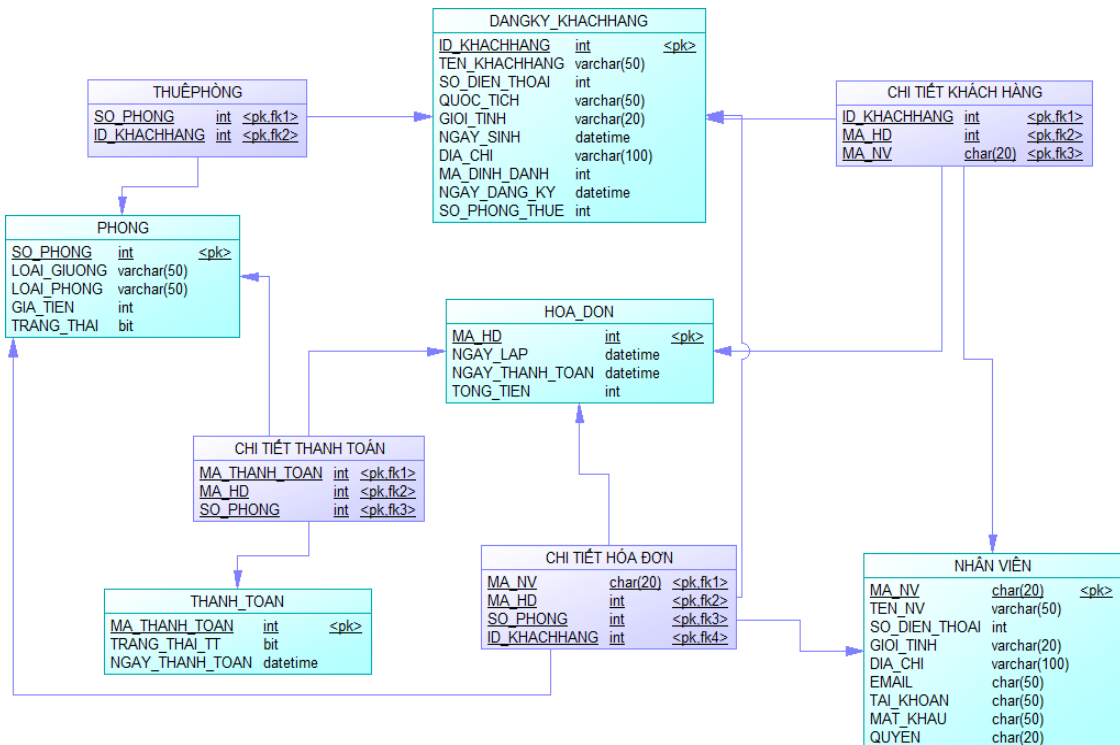 DANGKY_KHACHHANG
ID_KHACHHANG int <pk>
TEN_KHACHHANG varchar(50)
SO_DIEN_THOAI int
QUOC_TICH varchar(50)
GIOI_TINH varchar(20)
NGAY_SINH datetime
DIA_CHI varchar(100)
MA_DINH_DANH int
NGAY_DANG_KY datetime
SO_PHONG_THUE int
THUÊPHÒNG
SO_PHONG int <pk,fk1>
ID_KHACHHANG int <pk,fk2>
CHI TIẾT KHÁCH HÀNG
ID_KHACHHANG int <pk,fk1>
MA_HD int <pk,fk2>
MA_NV char(20) <pk,fk3>
PHONG
SO_PHONG int <pk>
LOAI_GIUONG varchar(50)
LOAI_PHONG varchar(50)
GIA_TIEN int
TRANG_THAI bit
HOA_DON
MA_HD int <pk>
NGAY_LAP datetime
NGAY_THANH_TOAN datetime
TONG_TIEN int
CHI TIẾT THANH TOÁN
MA_THANH_TOAN int <pk,fk1>
MA_HD int <pk,fk2>
SO_PHONG int <pk,fk3>
CHI TIẾT HÓA ĐƠN
MA_NV char(20) <pk,fk1>
MA_HD int <pk,fk2>
SO_PHONG int <pk,fk3>
ID_KHACHHANG int <pk,fk4>
THANH_TOAN
MA_THANH_TOAN int <pk>
TRANG_THAI_TT bit
NGAY_THANH_TOAN datetime
NHÂN VIÊN
MA_NV char(20) <pk>
TEN_NV varchar(50)
SO_DIEN_THOAI int
GIOI_TINH varchar(20)
DIA_CHI varchar(100)
EMAIL char(50)
TAI_KHOAN char(50)
MAT_KHAU char(50)
QUYEN char(20)